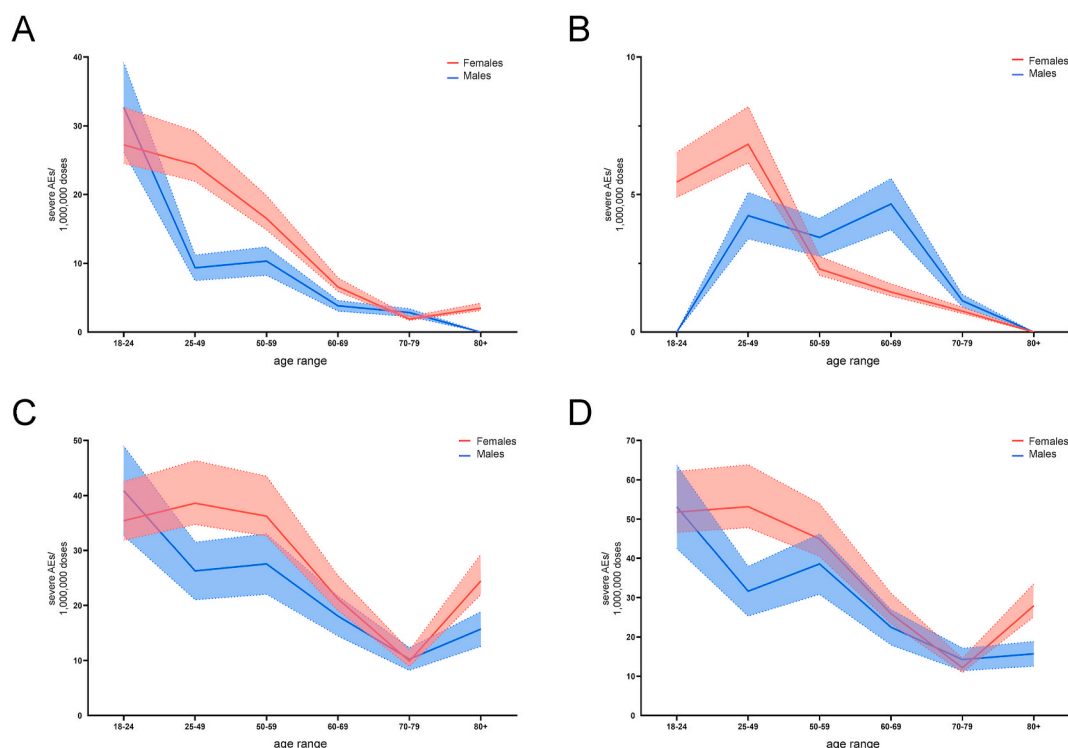 A
severe AEs/
1,000,000 doses
40
30
20
10
0
Females
Males
18-24
25-49
50-59
60-69
70-79
80+
age range
B
severe AEs/
1,000,000 doses
10
5
0
Females
Males
18-24
25-49
50-59
60-69
70-79
80+
age range
C
severe AEs/
1,000,000 doses
50
40
30
20
10
0
Females
Males
18-24
25-49
50-59
60-69
70-79
80+
age range
D
severe AEs/
1,000,000 doses
70
60
50
40
30
20
10
0
Females
Males
18-24
25-49
50-59
60-69
70-79
80+
age range